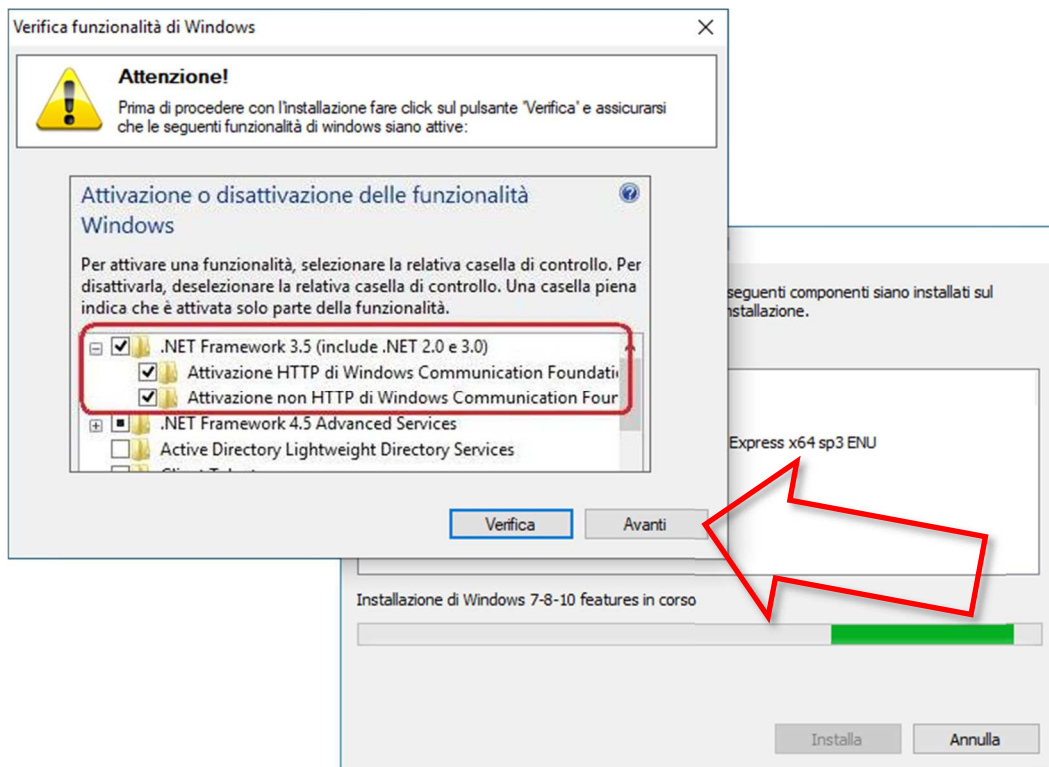 Verifica funzionalità di Windows
Attenzione!
Prima di procedere con l'installazione fare click sul pulsante 'Verifica' e assicurarsi
che le seguenti funzionalità di windows siano attive:
Attivazione o disattivazione delle funzionalità
Windows
Per attivare una funzionalità, selezionare la relativa casella di controllo. Per
disattivarla, deselezionare la relativa casella di controllo. Una casella piena
indica che è attivata solo parte della funzionalità.
.NET Framework 3.5 (include .NET 2.0 e 3.0)
Attivazione HTTP di Windows Communication Foundati
Attivazione non HTTP di Windows Communication Four
.NET Framework 4.5 Advanced Services
Active Directory Lightweight Directory Services
Verifica
Avanti
seguenti componenti siano installati sul
nstallazione.
Express x64 sp3 ENU
Installazione di Windows 7-8-10 features in corso
Installa
Annulla